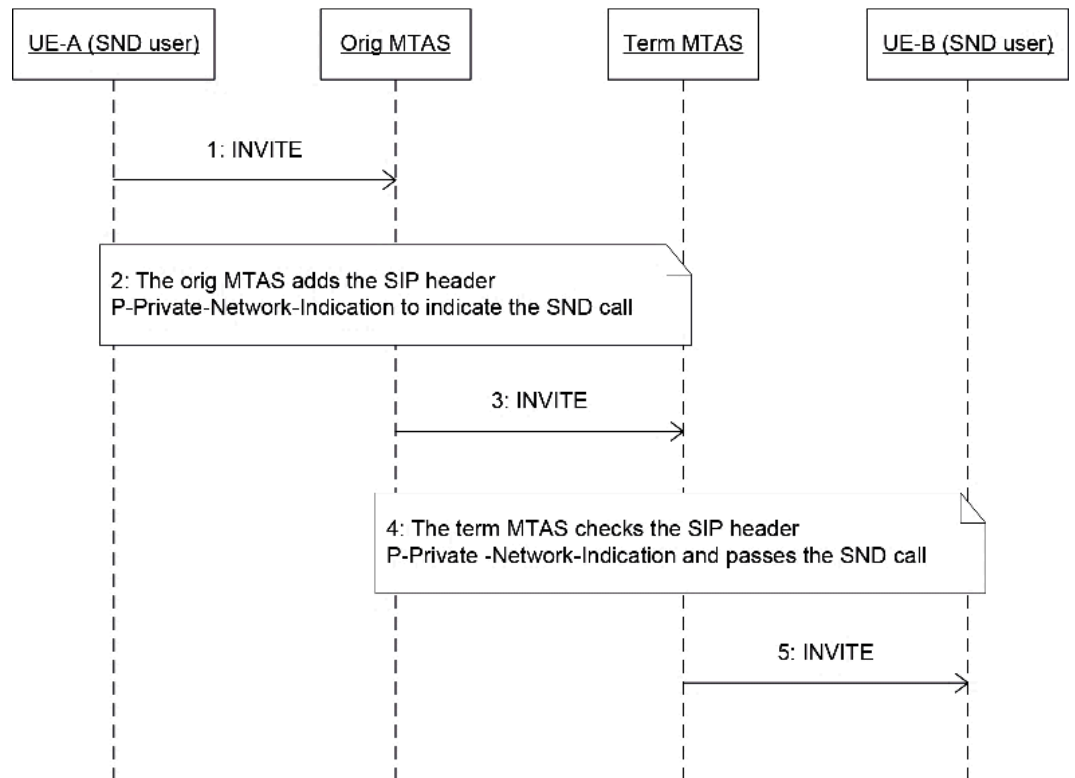 UE-A (SND user)
Orig MTAS
Term MTAS
UE-B (SND user)
1: INVITE
2: The orig MTAS adds the SIP header
P-Private-Network-Indication to indicate the SND call
3: INVITE
4: The term MTAS checks the SIP header
P-Private -Network-Indication and passes the SND call
5: INVITE